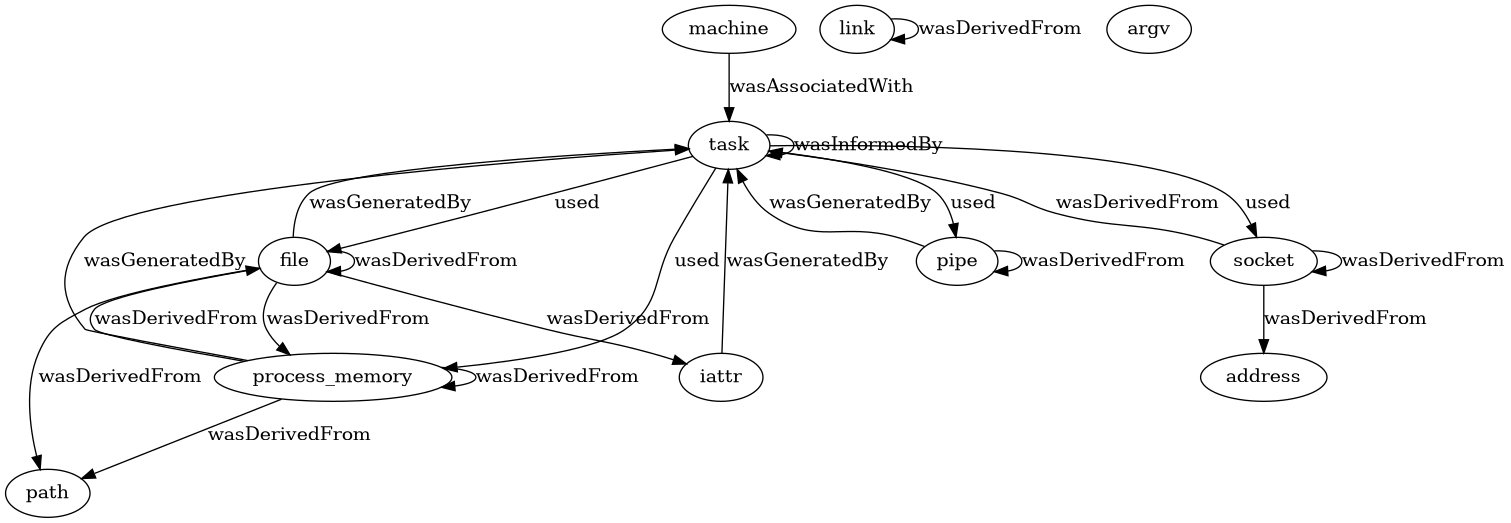 machine
link
wasDerivedFrom
argv
wasAssociatedWith
task
wasInformedBy
wasGeneratedBy
used
wasGeneratedBy
used
wasDerivedFrom
used
wasGeneratedBy
file
wasDerivedFrom
used
wasGeneratedBy
pipe
wasDerivedFrom
socket
wasDerivedFrom
wasDerivedFrom
wasDerivedFrom
wasDerivedFrom
wasDerivedFrom
wasDerivedFrom
process_memory
wasDerivedFrom
iattr
address
wasDerivedFrom
path